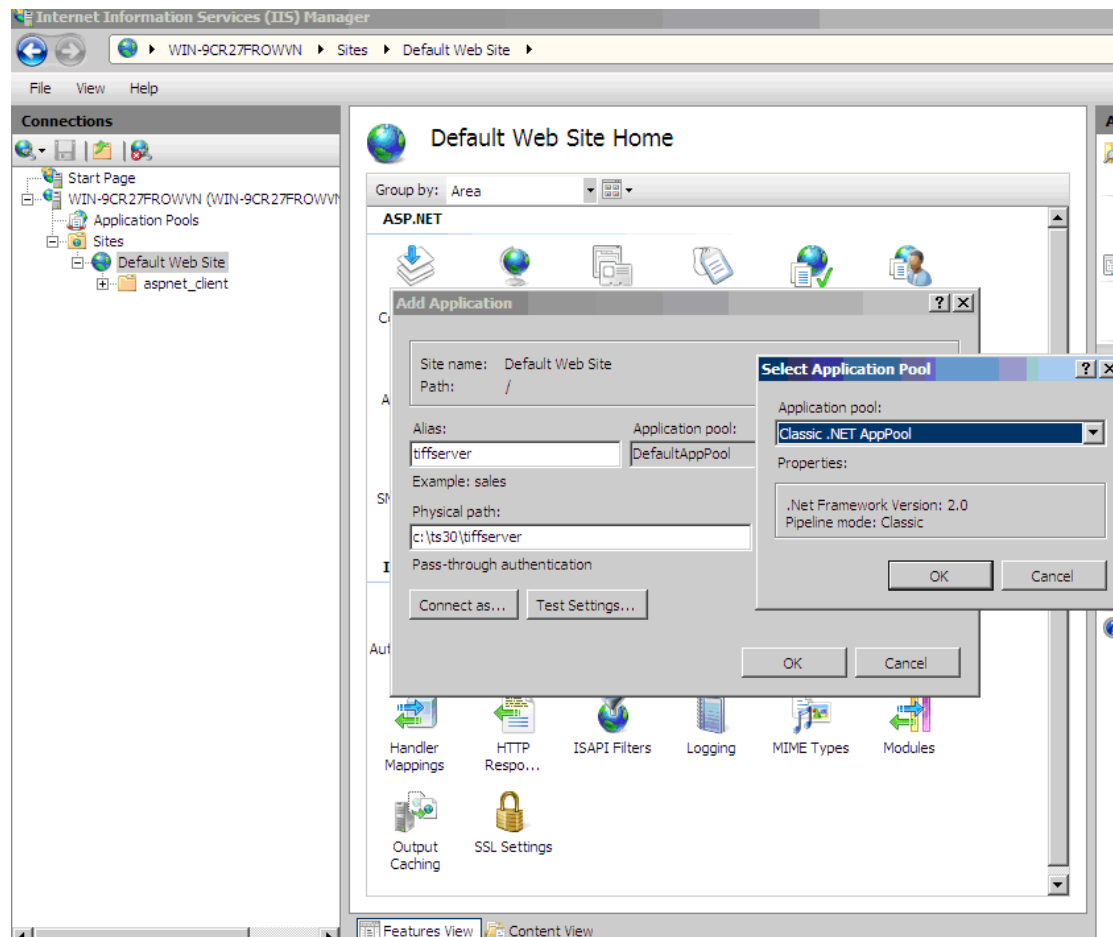 Internet Information Services (IIS) Manager
WIN-9CR27FROWVN Sites Default Web Site
File View Help
Connections
Start Page
WIN-9CR27FROWVN (WIN-9CR27FROWVN
Application Pools
Sites
Default Web Site
aspnet_client
Default Web Site Home
Group by: Area
ASP.NET
Add Application
Site name: Default Web Site
Path: /
Alias:
Application pool:
tiffserver
DefaultAppPool
Example: sales
Physical path:
c:\ts30\tiffserver
Pass-through authentication
Connect as... Test Settings...
OK Cancel
Select Application Pool
Application pool:
Classic .NET AppPool
Properties:
.Net Framework Version: 2.0
Pipeline mode: Classic
OK Cancel
Handler Mappings
HTTP Respo...
ISAPI Filters
Logging
MIME Types
Modules
Output Caching
SSL Settings
Features View Content View